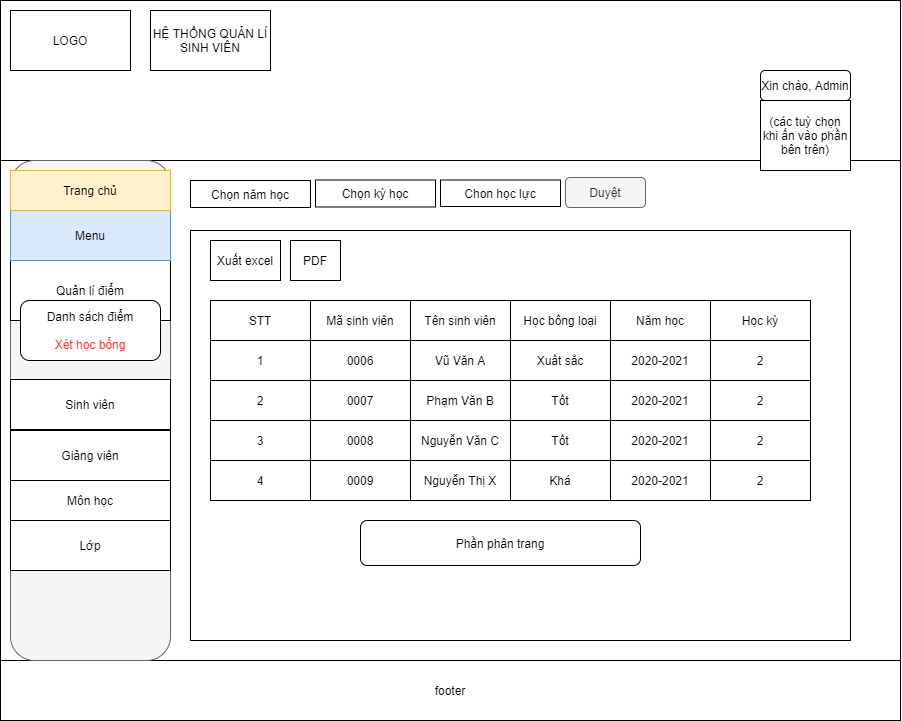 LOGO
HỆ THỐNG QUẢN LÍ
SINH VIÊN
Xin chào, Admin
(các tuỳ chọn
khi ấn vào phần
bên trên)
Trang chủ
Menu
Quản lí điểm
Danh sách điểm
Xét học bổng
Sinh viên
Giảng viên
Môn học
Lớp
Chọn năm học
Chọn kỳ học
Chon học lực
Duyệt
Xuất excel
PDF
STT Mã sinh viên Tên sinh viên Học bổng loại Năm học Học kỳ
1 0006 Vũ Văn A Xuất sắc 2020-2021 2
2 0007 Phạm Văn B Tốt 2020-2021 2
3 0008 Nguyễn Văn C Tốt 2020-2021 2
4 0009 Nguyễn Thị X Khá 2020-2021 2
Phần phân trang
footer